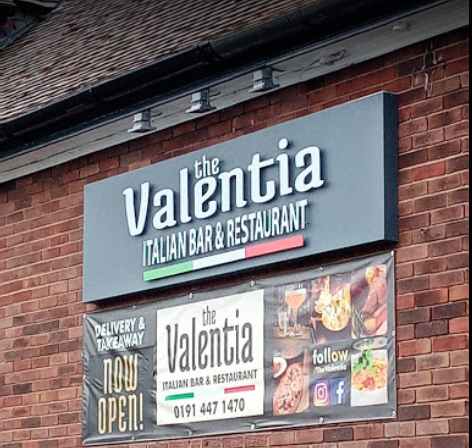 the
Valentia
ITALIAN BAR & RESTAURANT
DELIVERY &
TAKEAWAY
NOW
OPEN!
the
Valentia
ITALIAN BAR & RESTAURANT
0191 447 1470
follow
TheValentia